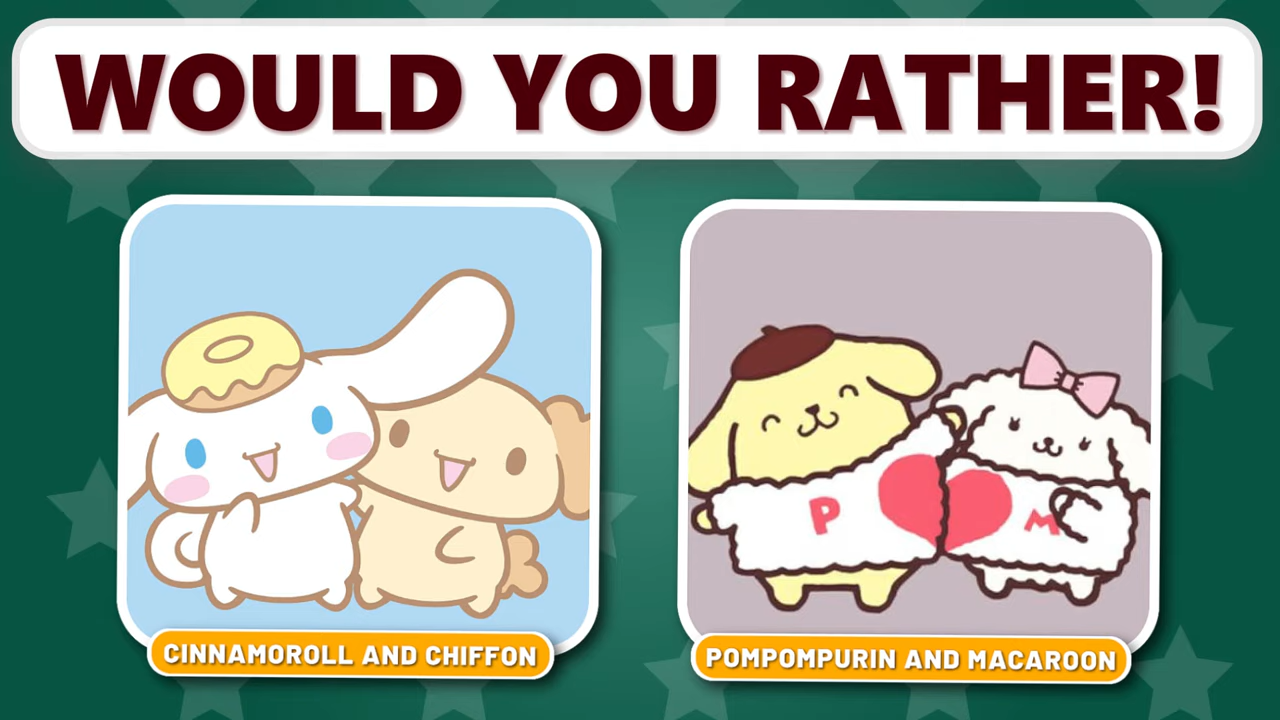 WOULD YOU RATHER!
P M
CINNAMOROLL AND CHIFFON
POMPOMPURIN AND MACAROON